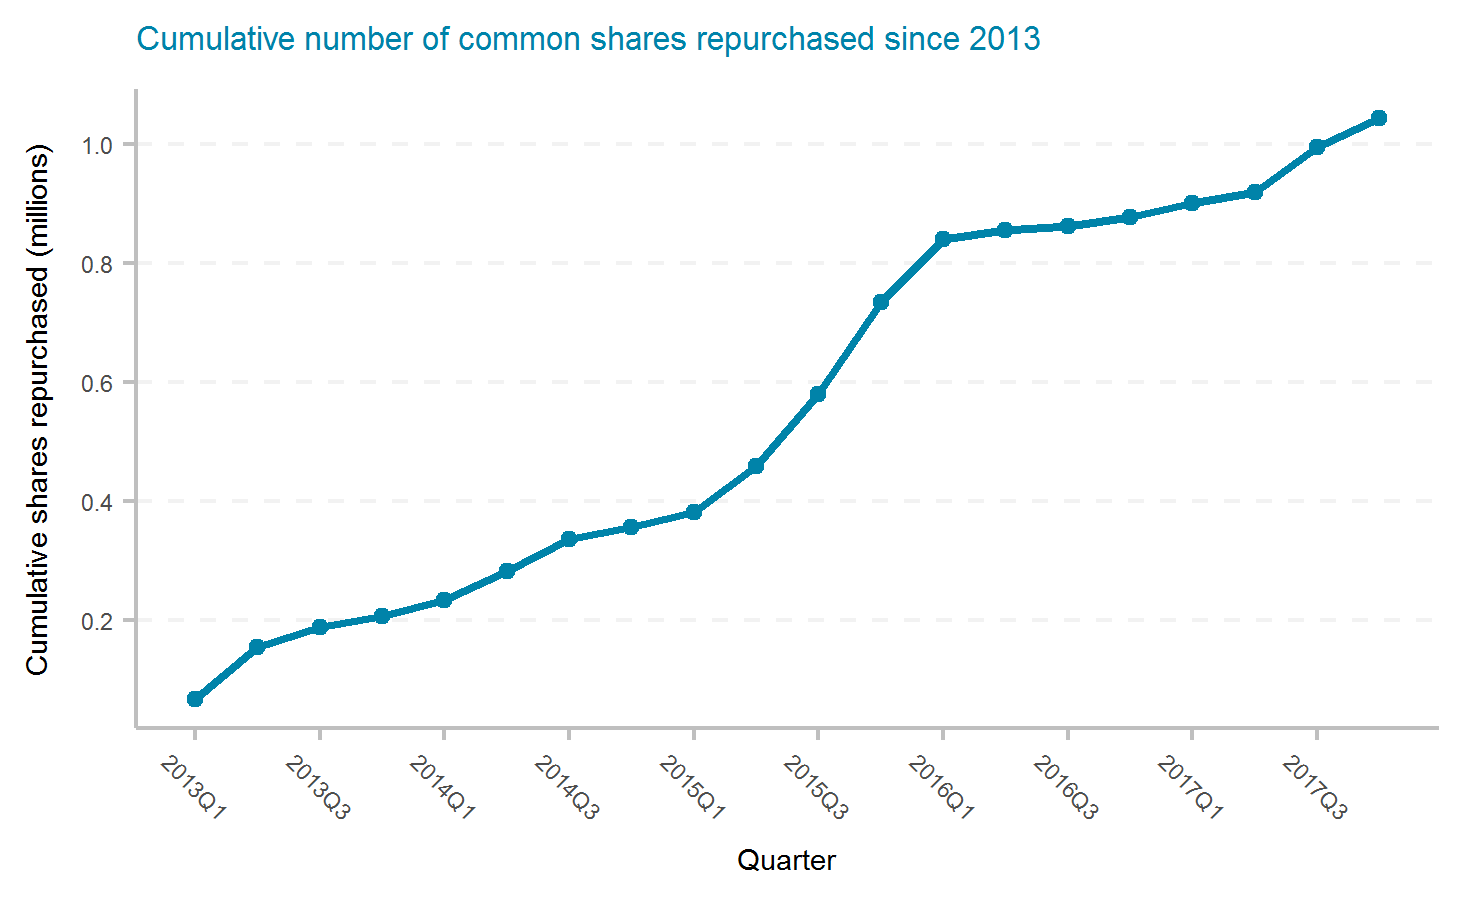 Cumulative number of common shares repurchased since 2013
Cumulative shares repurchased (millions)
1.0
0.8
0.6
0.4
0.2
2013Q1
2013Q3
2014Q1
2014Q3
2015Q1
2015Q3
2016Q1
2016Q3
2017Q1
2017Q3
Quarter